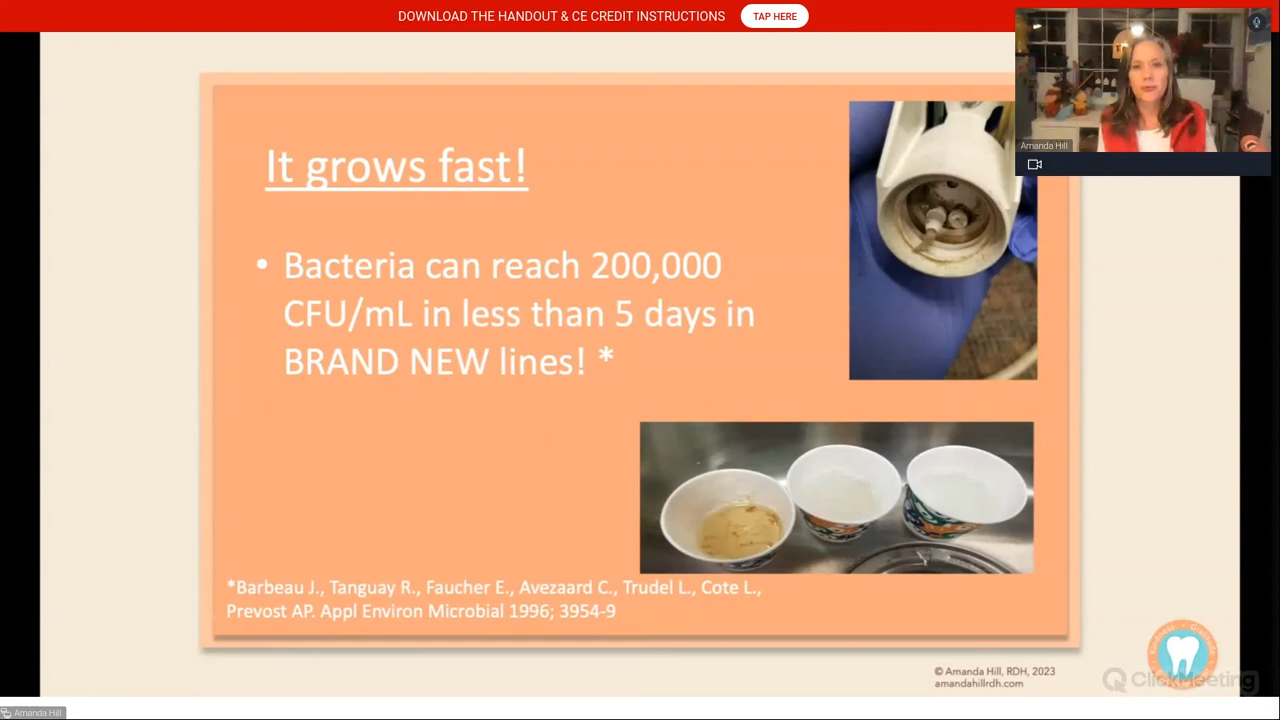 DOWNLOAD THE HANDOUT & CE CREDIT INSTRUCTIONS
TAP HERE
Amanda Hill
It grows fast!
• Bacteria can reach 200,000
CFU/mL in less than 5 days in
BRAND NEW lines! *
*Barbeau J., Tanguay R., Faucher E., Avezaard C., Trudel L., Cote L.,
Prevost AP. Appl Environ Microbial 1996; 3954-9
© Amanda Hill, RDH, 2023
amandahillrdh.com
Kindness • Gratitude
ClickMeeting
Amanda Hill